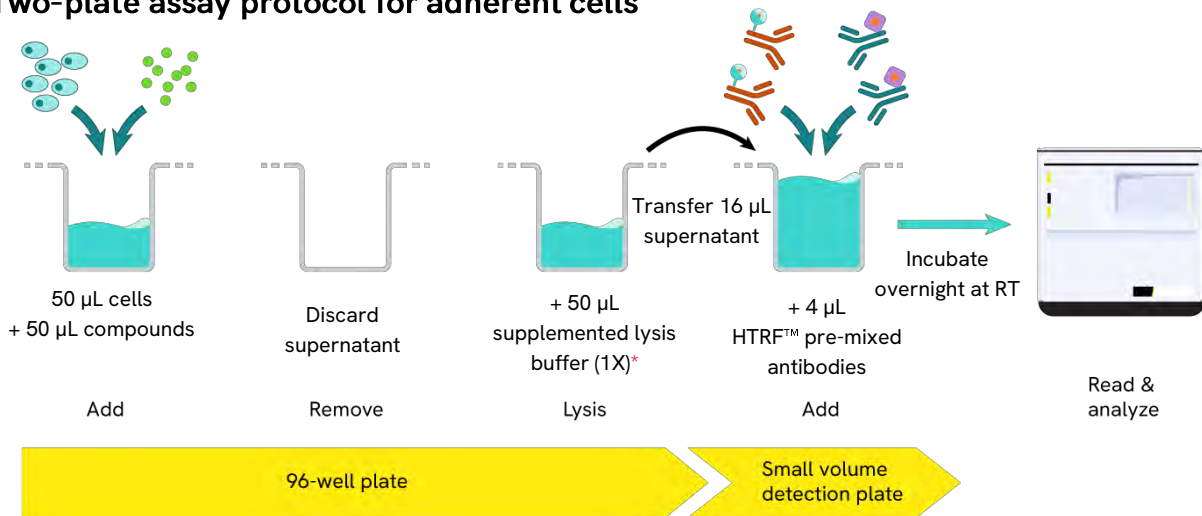 Two-plate assay protocol for adherent cells
50 µL cells
+ 50 µL compounds
Discard
supernatant
+ 50 µL
supplemented lysis
buffer (1X)*
Transfer 16 µL
supernatant
+ 4 µL
HTRF™ pre-mixed
antibodies
Incubate
overnight at RT
Add
Remove
Lysis
Add
Read &
analyze
96-well plate
Small volume
detection plate